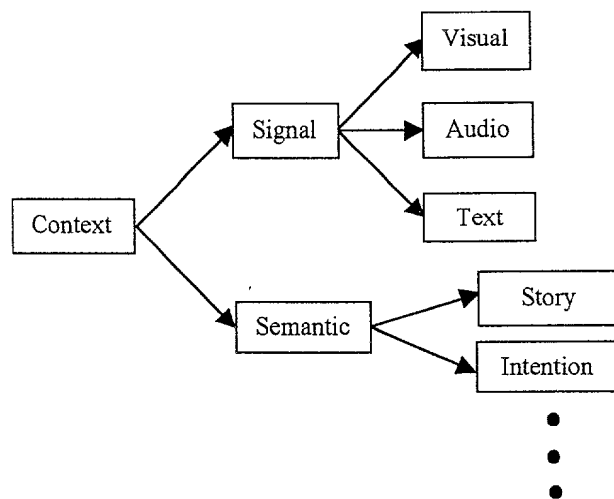 Visual
Signal
Audio
Context
Text
Semantic
Story
Intention